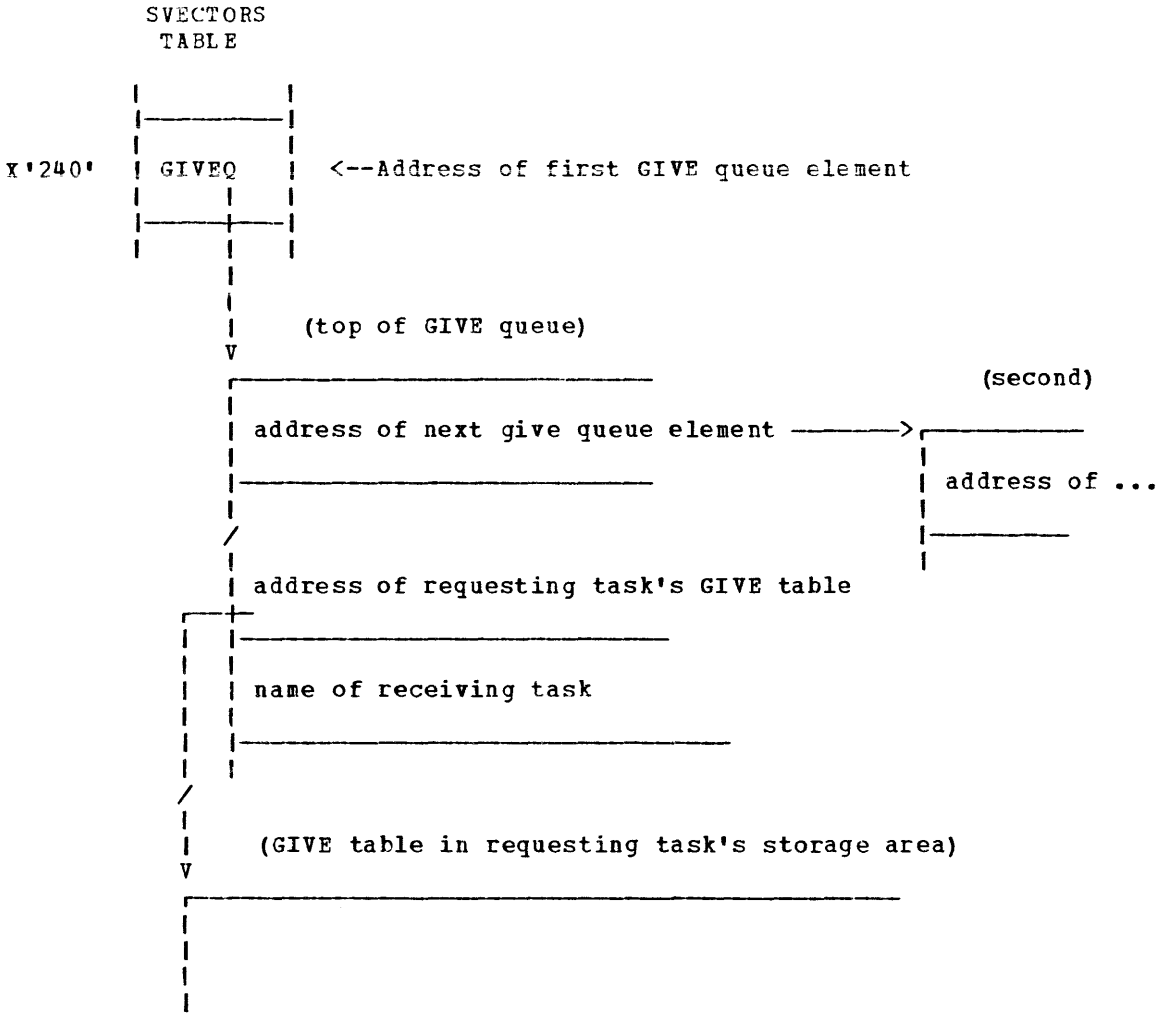 SVECTORS
TABLE
X'240' GIVEQ <--Address of first GIVE queue element
(top of GIVE queue)
V
(second)
address of next give queue element ———>
address of ...
address of requesting task's GIVE table
name of receiving task
(GIVE table in requesting task's storage area)
V